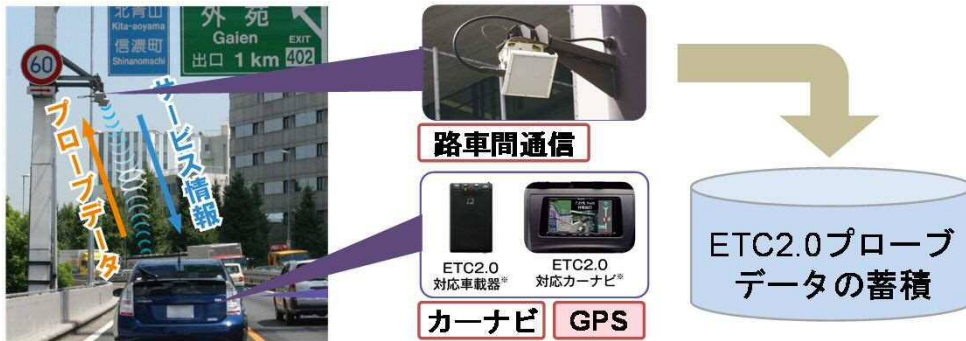 北青山
Kita-aoyama
信濃町
Shinanomachi
外苑
Gaien
EXIT
出口 1 km 402
60
プローブデータ
サービス情報
路車間通信
ETC2.0
対応車載器※
ETC2.0
対応カーナビ※
カーナビ
GPS
ETC2.0プローブ
データの蓄積